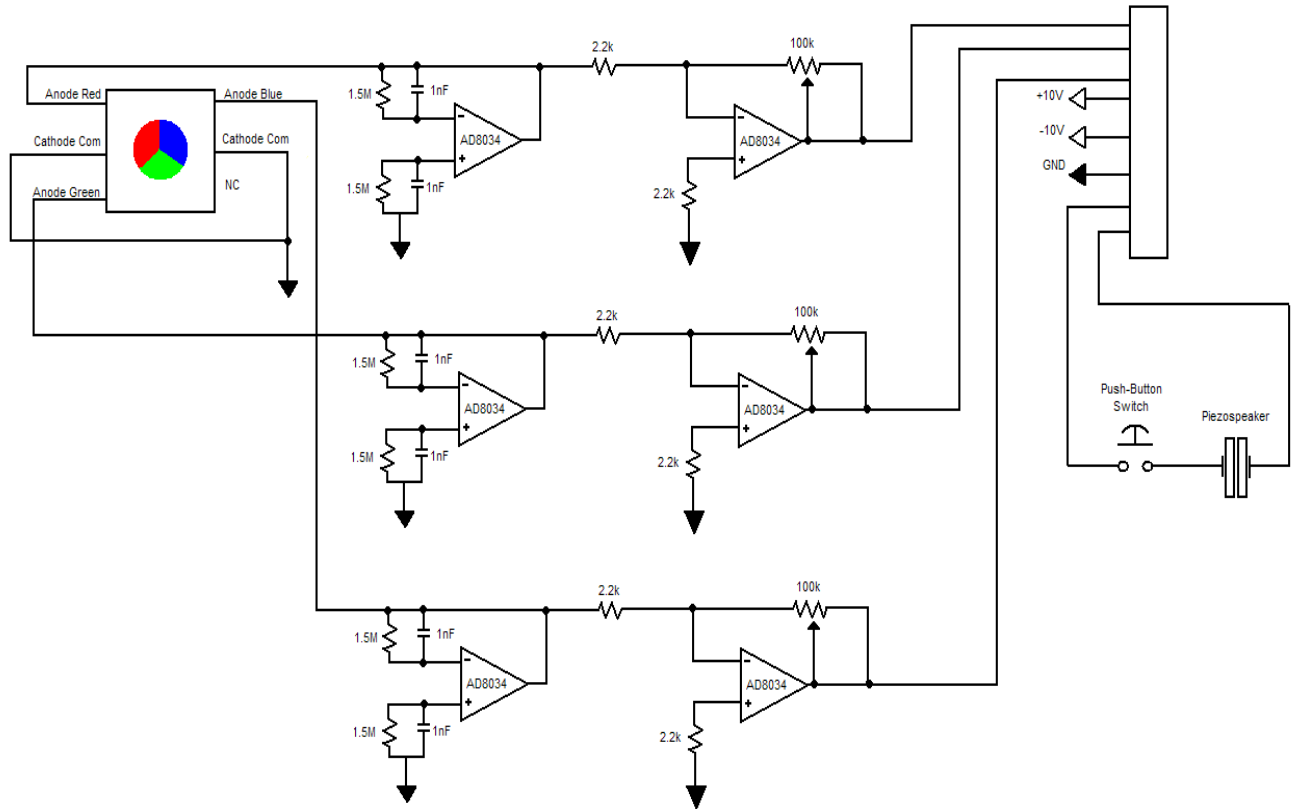 Anode Red
Anode Blue
Cathode Com
Cathode Com
Anode Green
NC
1.5M
1nF
AD8034
1.5M
1nF
2.2k
100k
AD8034
2.2k
1.5M
1nF
AD8034
1.5M
1nF
2.2k
100k
AD8034
2.2k
1.5M
1nF
AD8034
1.5M
1nF
2.2k
100k
AD8034
2.2k
+10V
-10V
GND
Push-Button
Switch
Piezospeaker